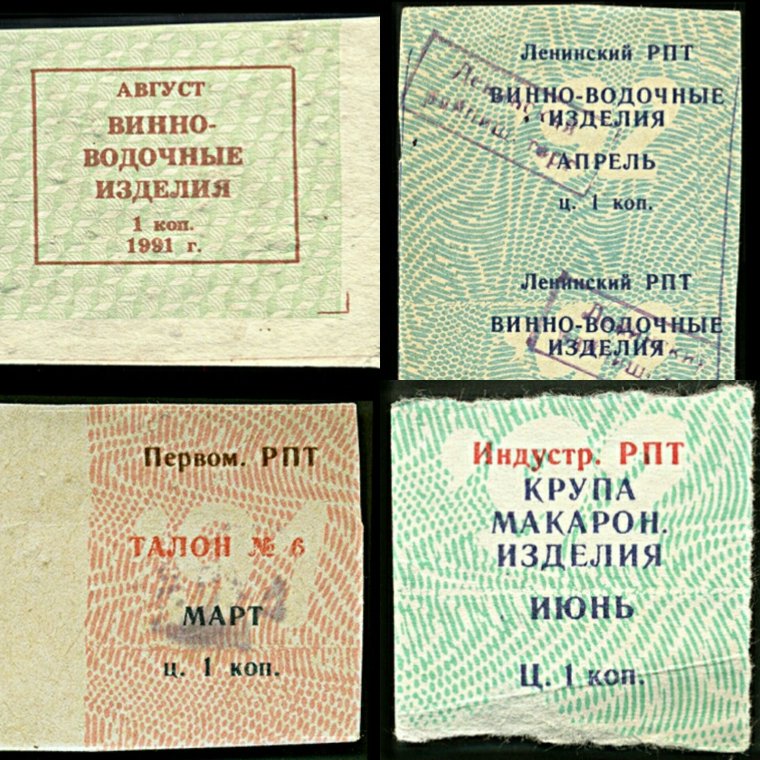 АВГУСТ
ВИННО-
ВОДОЧНЫЕ
ИЗДЕЛИЯ
1 коп.
1991 г.
Ленинский РПТ
ВИННО-ВОДОЧНЫЕ
ИЗДЕЛИЯ
АПРЕЛЬ
ц. 1 коп.
Ленинский РПТ
ВИННО-ВОДОЧНЫЕ
ИЗДЕЛИЯ
Первом. РПТ
ТАЛОН № 6
МАРТ
ц. 1 коп.
Индустр. РПТ
КРУПА
МАКАРОН.
ИЗДЕЛИЯ
ИЮНЬ
Ц. 1 коп.